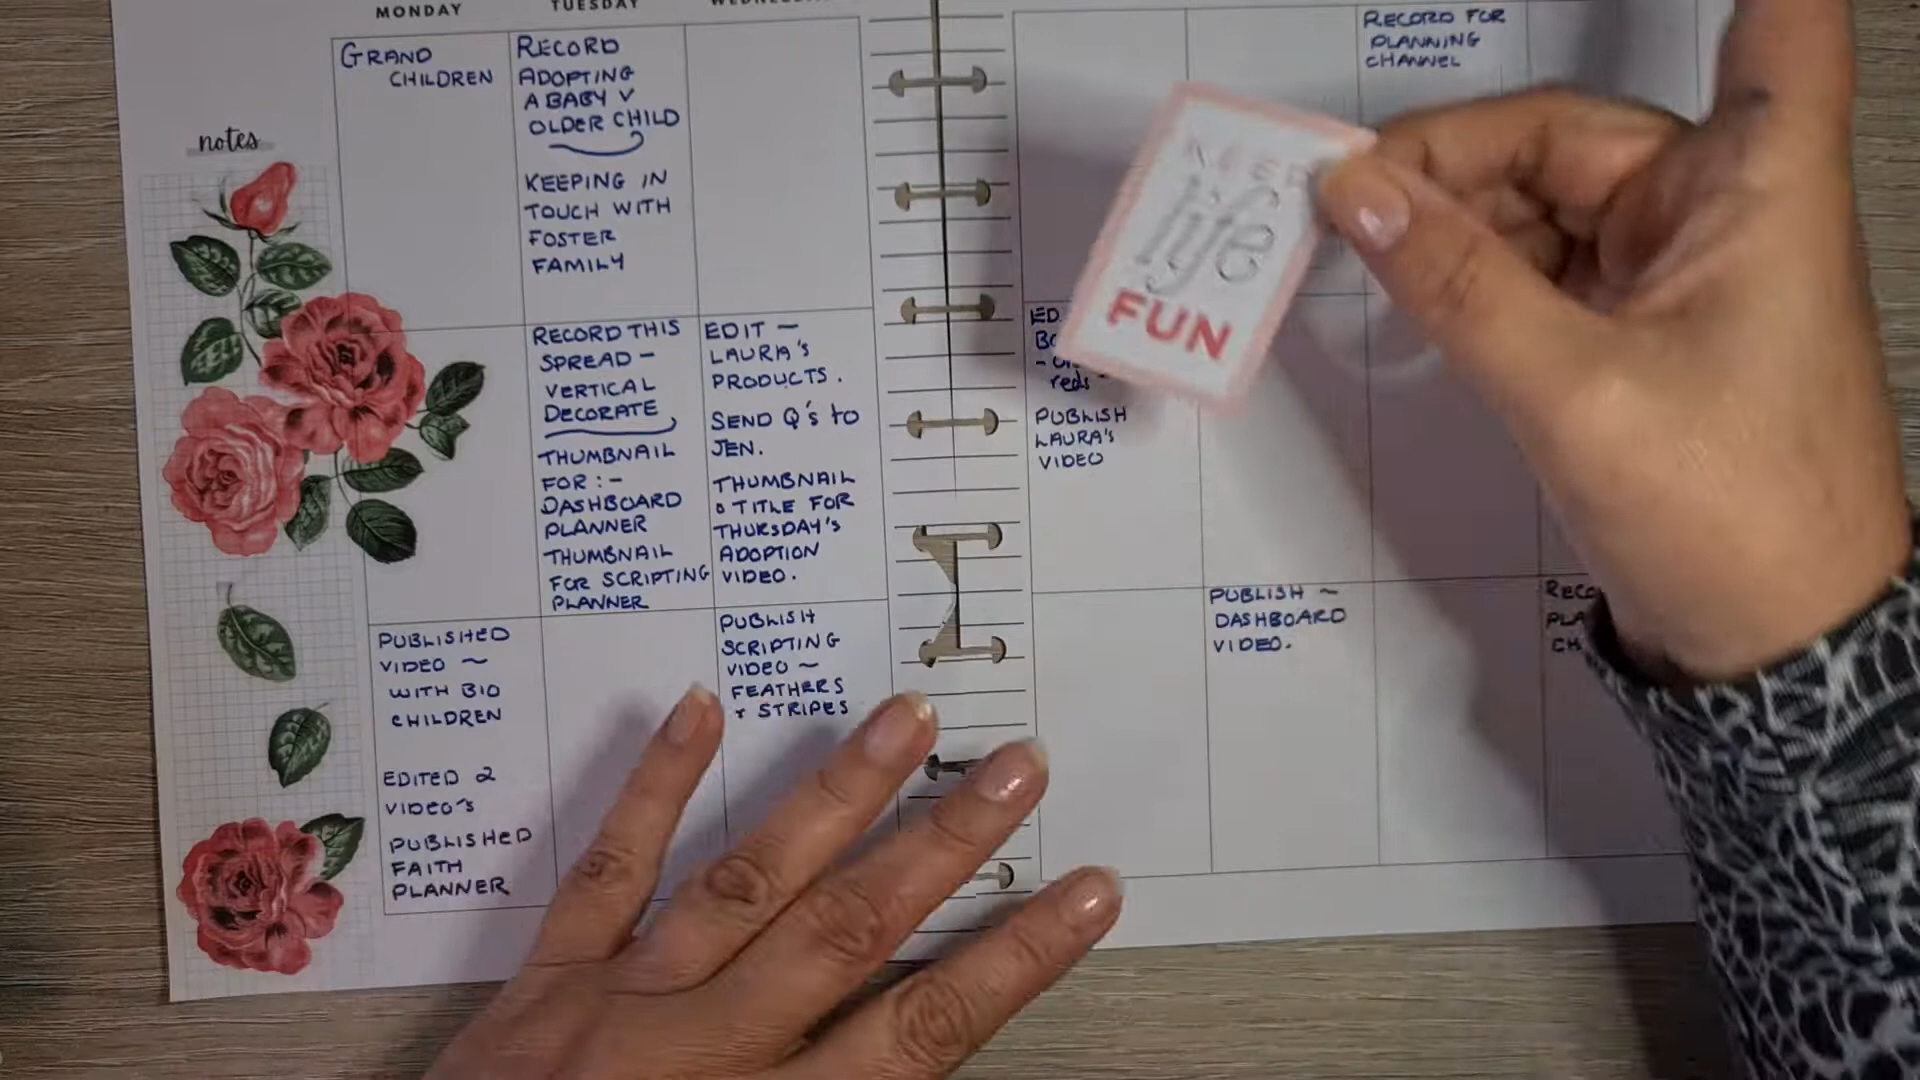 MONDAY
TUESDAY
notes
GRAND
CHILDREN
RECORD
ADOPTING
A BABY V
OLDER CHILD
KEEPING IN
TOUCH WITH
FOSTER
FAMILY
RECORD THIS
SPREAD -
VERTICAL
DECORATE
THUMBNAIL
FOR :-
DASHBOARD
PLANNER
THUMBNAIL
FOR SCRIPTING
PLANNER
EDIT -
LAURA'S
PRODUCTS.
SEND Q'S TO
JEN.
THUMBNAIL
& TITLE FOR
THURSDAY'S
ADOPTION
VIDEO.
PUBLISHED
VIDEO ~
WITH BIO
CHILDREN
EDITED 2
VIDEO'S
PUBLISHED
FAITH
PLANNER
PUBLISH
SCRIPTING
VIDEO ~
FEATHERS
& STRIPES
RECORD FOR
PLANNING
CHANNEL
KEEP
life
FUN
reds
PUBLISH
LAURA'S
VIDEO
PUBLISH ~
DASHBOARD
VIDEO.